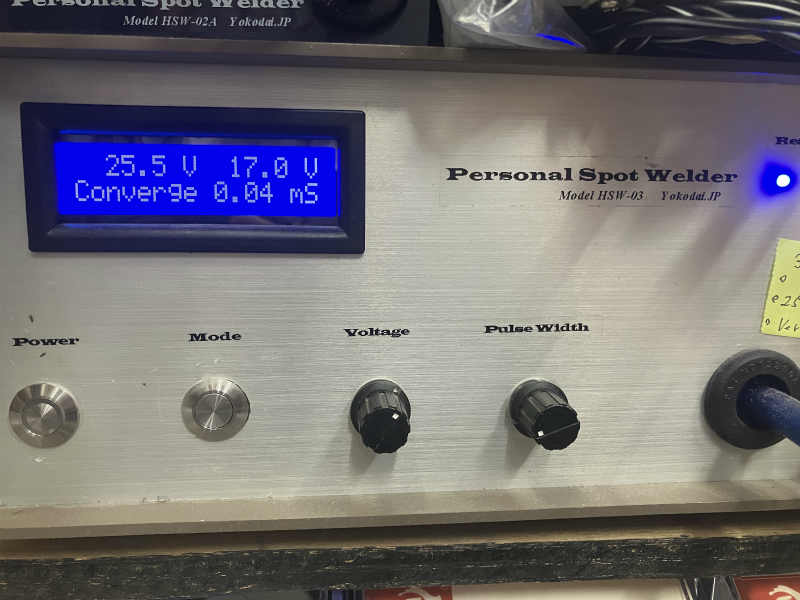 Personal Spot Welder
Model HSW-02A Yokodai.JP
25.5 V 17.0 V
Converge 0.04 mS
Personal Spot Welder
Model HSW-03 Yokodai.JP
Power
Mode
Voltage
Pulse Width